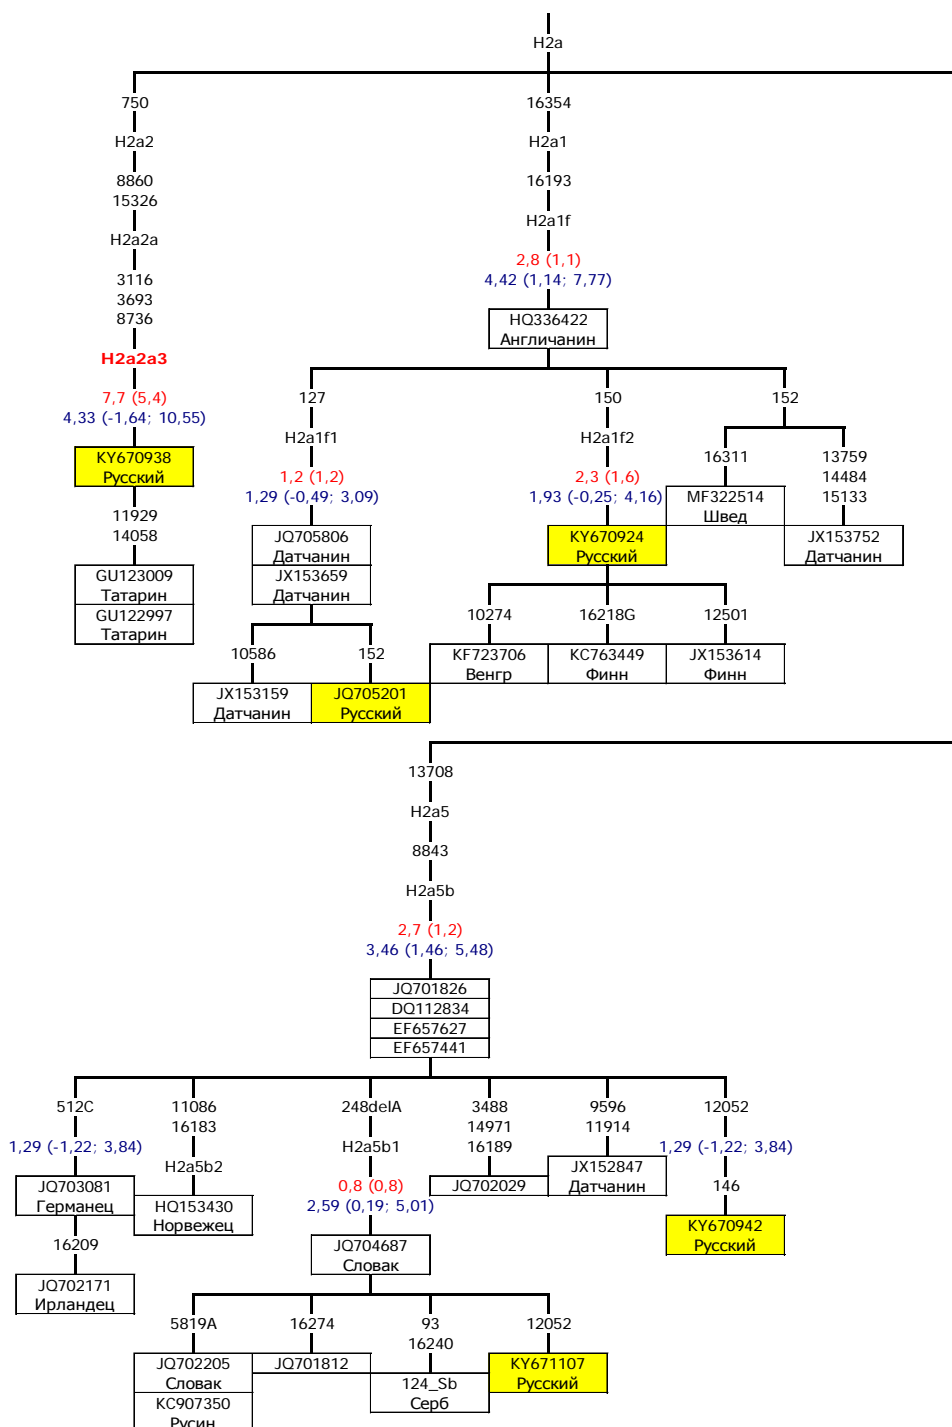 H2a
750
H2a2
8860
15326
H2a2a
3116
3693
8736
H2a2a3
7,7 (5,4)
4,33 (-1,64; 10,55)
KY670938
Русский
11929
14058
GU123009
Татарин
GU122997
Татарин
16354
H2a1
16193
H2a1f
2,8 (1,1)
4,42 (1,14; 7,77)
HQ336422
Англичанин
127
H2a1f1
1,2 (1,2)
1,29 (-0,49; 3,09)
JQ705806
Датчанин
JX153659
Датчанин
10586
JX153159
Датчанин
152
JQ705201
Русский
150
H2a1f2
2,3 (1,6)
1,93 (-0,25; 4,16)
KY670924
Русский
10274
KF723706
Венгр
16218G
KC763449
Финн
12501
JX153614
Финн
152
16311
MF322514
Швед
13759
14484
15133
JX153752
Датчанин
13708
H2a5
8843
H2a5b
2,7 (1,2)
3,46 (1,46; 5,48)
JQ701826
DQ112834
EF657627
EF657441
512C
1,29 (-1,22; 3,84)
JQ703081
Германец
16209
JQ702171
Ирландец
11086
16183
H2a5b2
HQ153430
Норвежец
248delA
H2a5b1
0,8 (0,8)
2,59 (0,19; 5,01)
JQ704687
Словак
5819A
JQ702205
Словак
KC907350
Русин
16274
JQ701812
93
16240
124_Sb
Серб
12052
KY671107
Русский
3488
14971
16189
JQ702029
9596
11914
JX152847
Датчанин
12052
1,29 (-1,22; 3,84)
146
KY670942
Русский